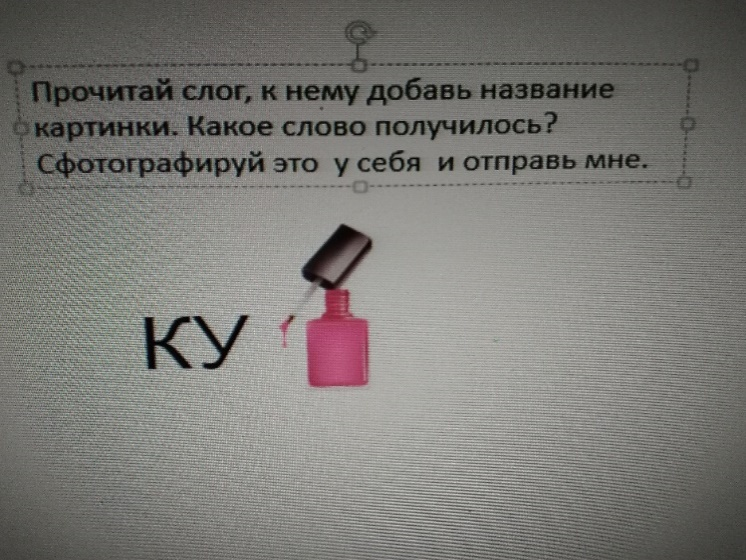 Прочитай слог, к нему добавь название
картинки. Какое слово получилось?
Сфотографируй это  у себя  и отправь мне.
КУ